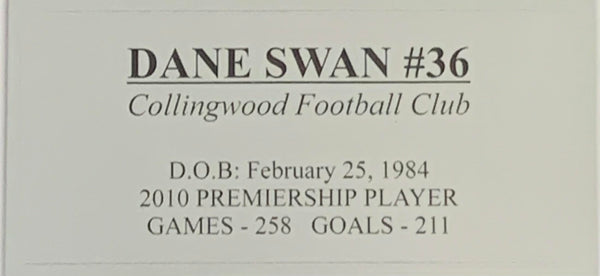 DANE SWAN #36
Collingwood Football Club
D.O.B: February 25, 1984
2010 PREMIERSHIP PLAYER
GAMES - 258 GOALS - 211